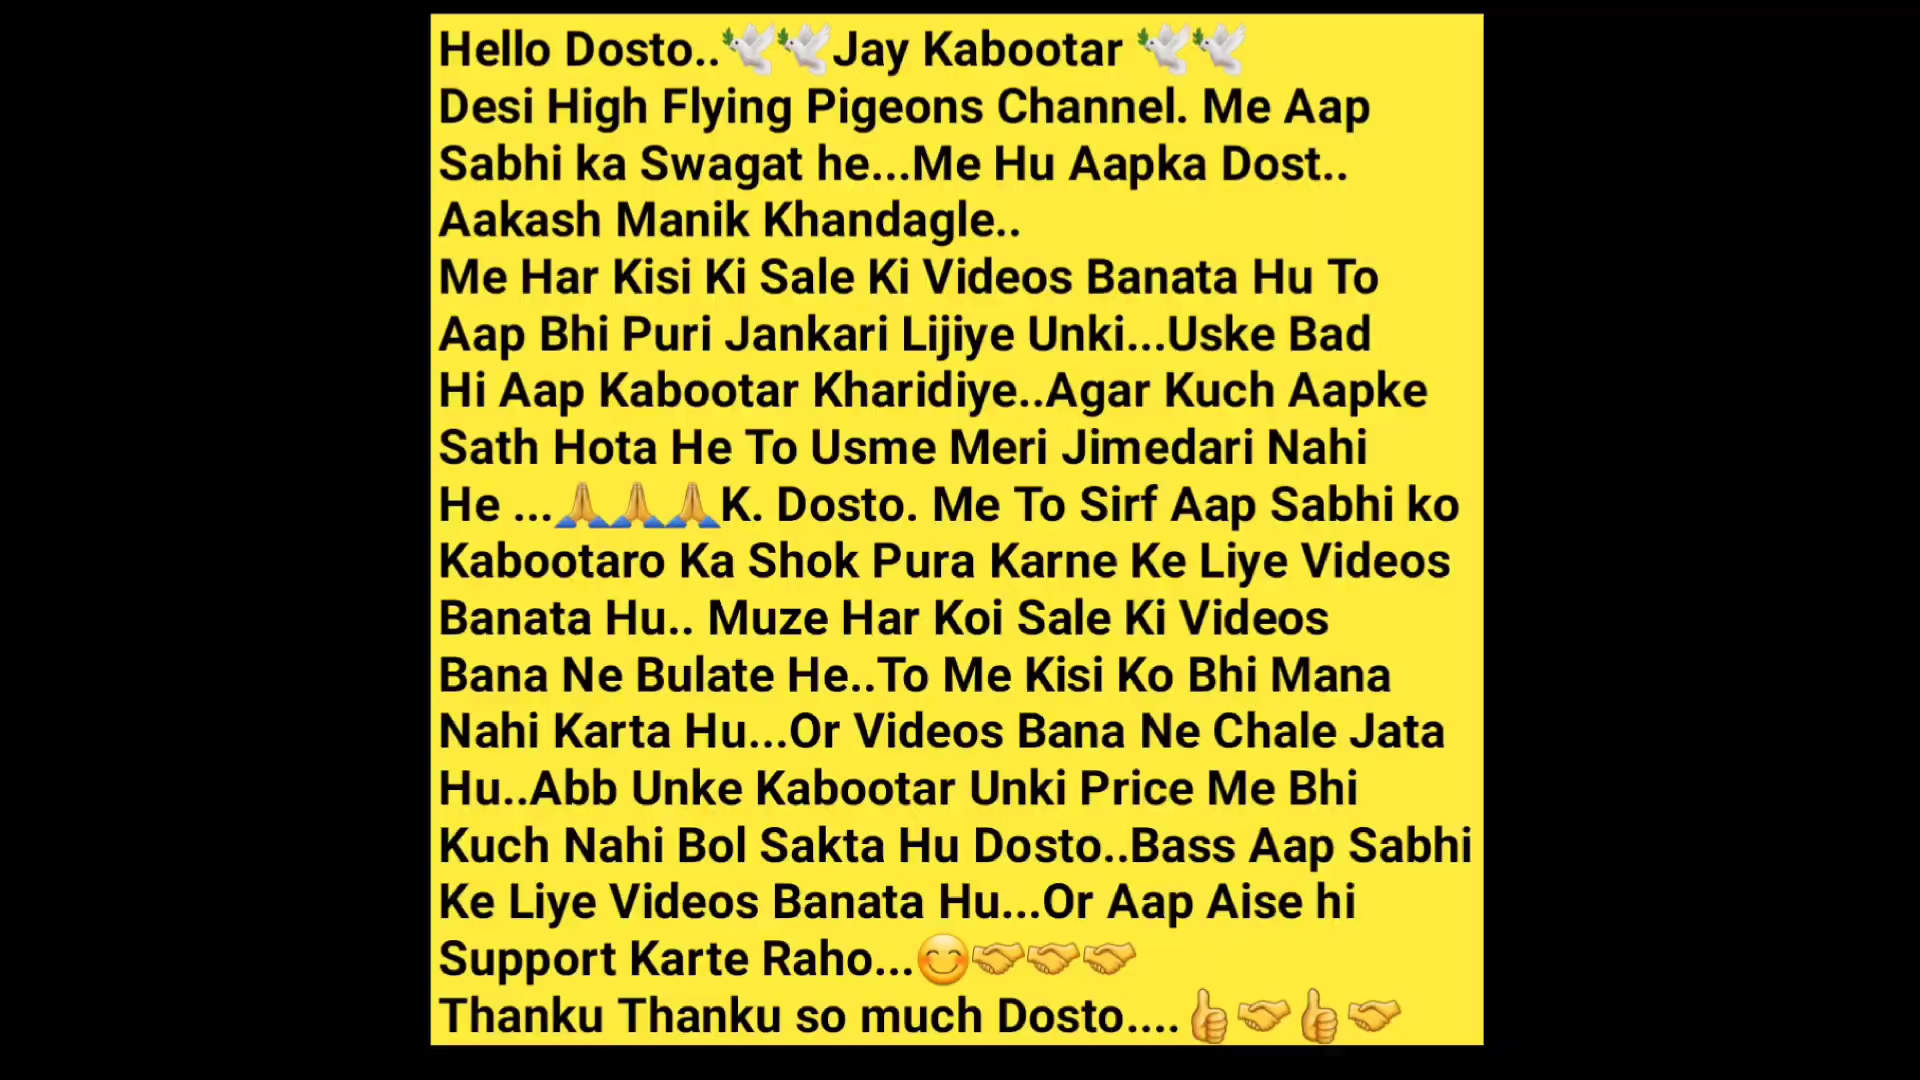 Hello Dosto..🕊️🕊️Jay Kabootar 🕊️🕊️
Desi High Flying Pigeons Channel. Me Aap
Sabhi ka Swagat he...Me Hu Aapka Dost..
Aakash Manik Khandagle..
Me Har Kisi Ki Sale Ki Videos Banata Hu To
Aap Bhi Puri Jankari Lijiye Unki...Uske Bad
Hi Aap Kabootar Kharidiye..Agar Kuch Aapke
Sath Hota He To Usme Meri Jimedari Nahi
He ...🙏🙏🙏K. Dosto. Me To Sirf Aap Sabhi ko
Kabootaro Ka Shok Pura Karne Ke Liye Videos
Banata Hu.. Muze Har Koi Sale Ki Videos
Bana Ne Bulate He..To Me Kisi Ko Bhi Mana
Nahi Karta Hu...Or Videos Bana Ne Chale Jata
Hu..Abb Unke Kabootar Unki Price Me Bhi
Kuch Nahi Bol Sakta Hu Dosto..Bass Aap Sabhi
Ke Liye Videos Banata Hu...Or Aap Aise hi
Support Karte Raho...😊🤝🤝🤝
Thanku Thanku so much Dosto....👍🤝👍🤝